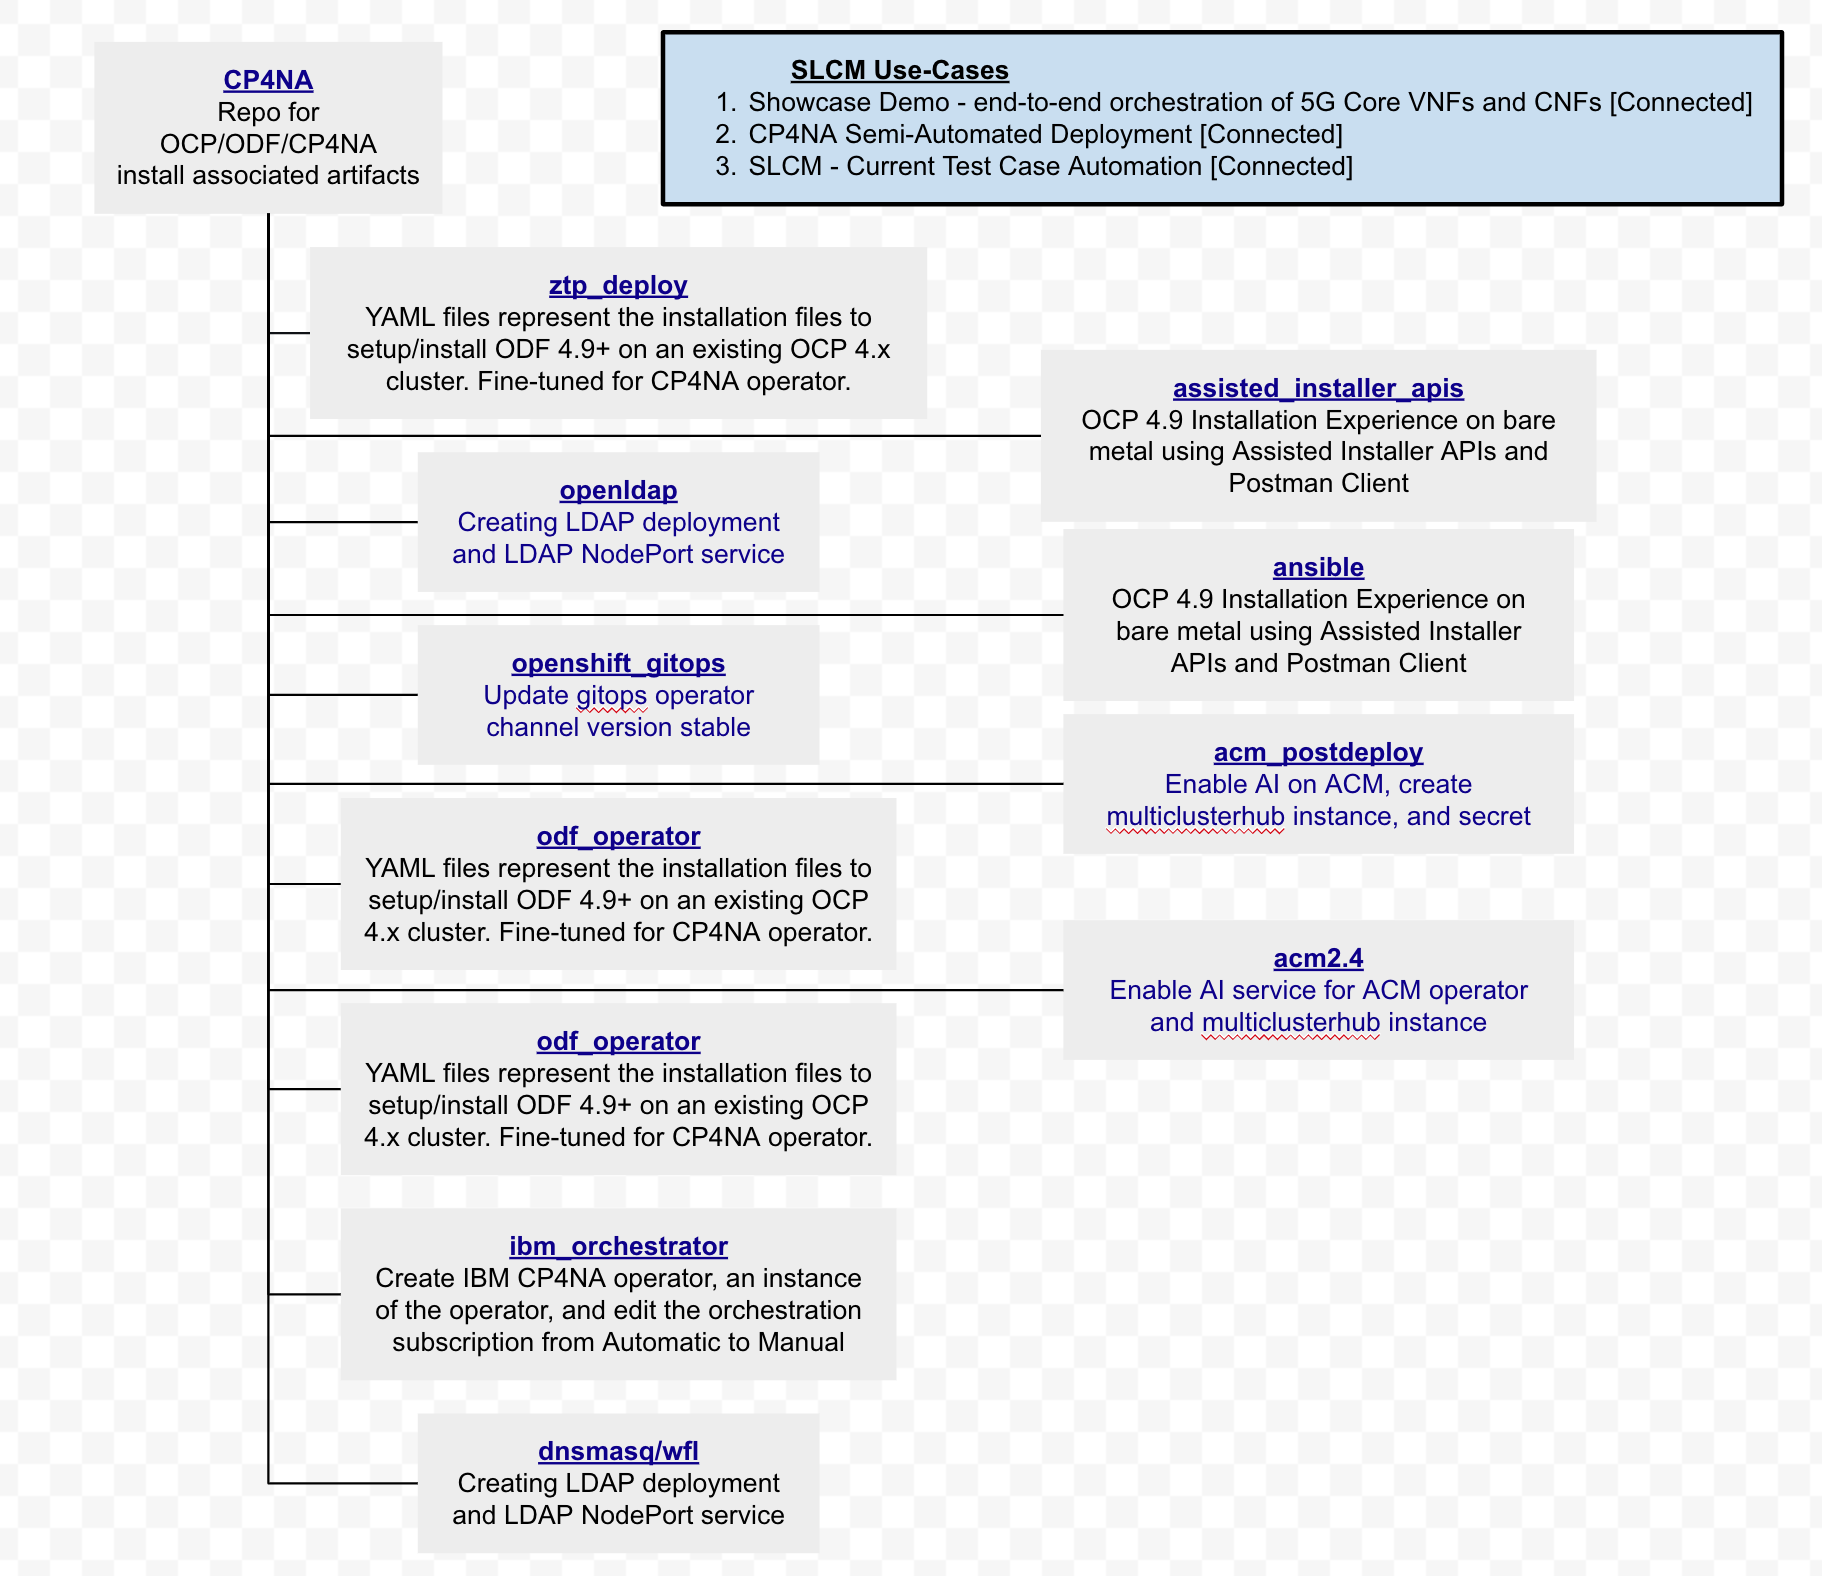 CP4NA
Repo for
OCP/ODF/CP4NA
install associated artifacts
SLCM Use-Cases
1. Showcase Demo - end-to-end orchestration of 5G Core VNFs and CNFs [Connected]
2. CP4NA Semi-Automated Deployment [Connected]
3. SLCM - Current Test Case Automation [Connected]
ztp_deploy
YAML files represent the installation files to
setup/install ODF 4.9+ on an existing OCP 4.x
cluster. Fine-tuned for CP4NA operator.
assisted_installer_apis
OCP 4.9 Installation Experience on bare
metal using Assisted Installer APIs and
Postman Client
openldap
Creating LDAP deployment
and LDAP NodePort service
ansible
OCP 4.9 Installation Experience on
bare metal using Assisted Installer
APIs and Postman Client
openshift_gitops
Update gitops operator
channel version stable
acm_postdeploy
Enable AI on ACM, create
multiclusterhub instance, and secret
odf_operator
YAML files represent the installation files to
setup/install ODF 4.9+ on an existing OCP
4.x cluster. Fine-tuned for CP4NA operator.
acm2.4
Enable AI service for ACM operator
and multiclusterhub instance
odf_operator
YAML files represent the installation files to
setup/install ODF 4.9+ on an existing OCP
4.x cluster. Fine-tuned for CP4NA operator.
ibm_orchestrator
Create IBM CP4NA operator, an instance
of the operator, and edit the orchestration
subscription from Automatic to Manual
dnsmasq/wfl
Creating LDAP deployment
and LDAP NodePort service